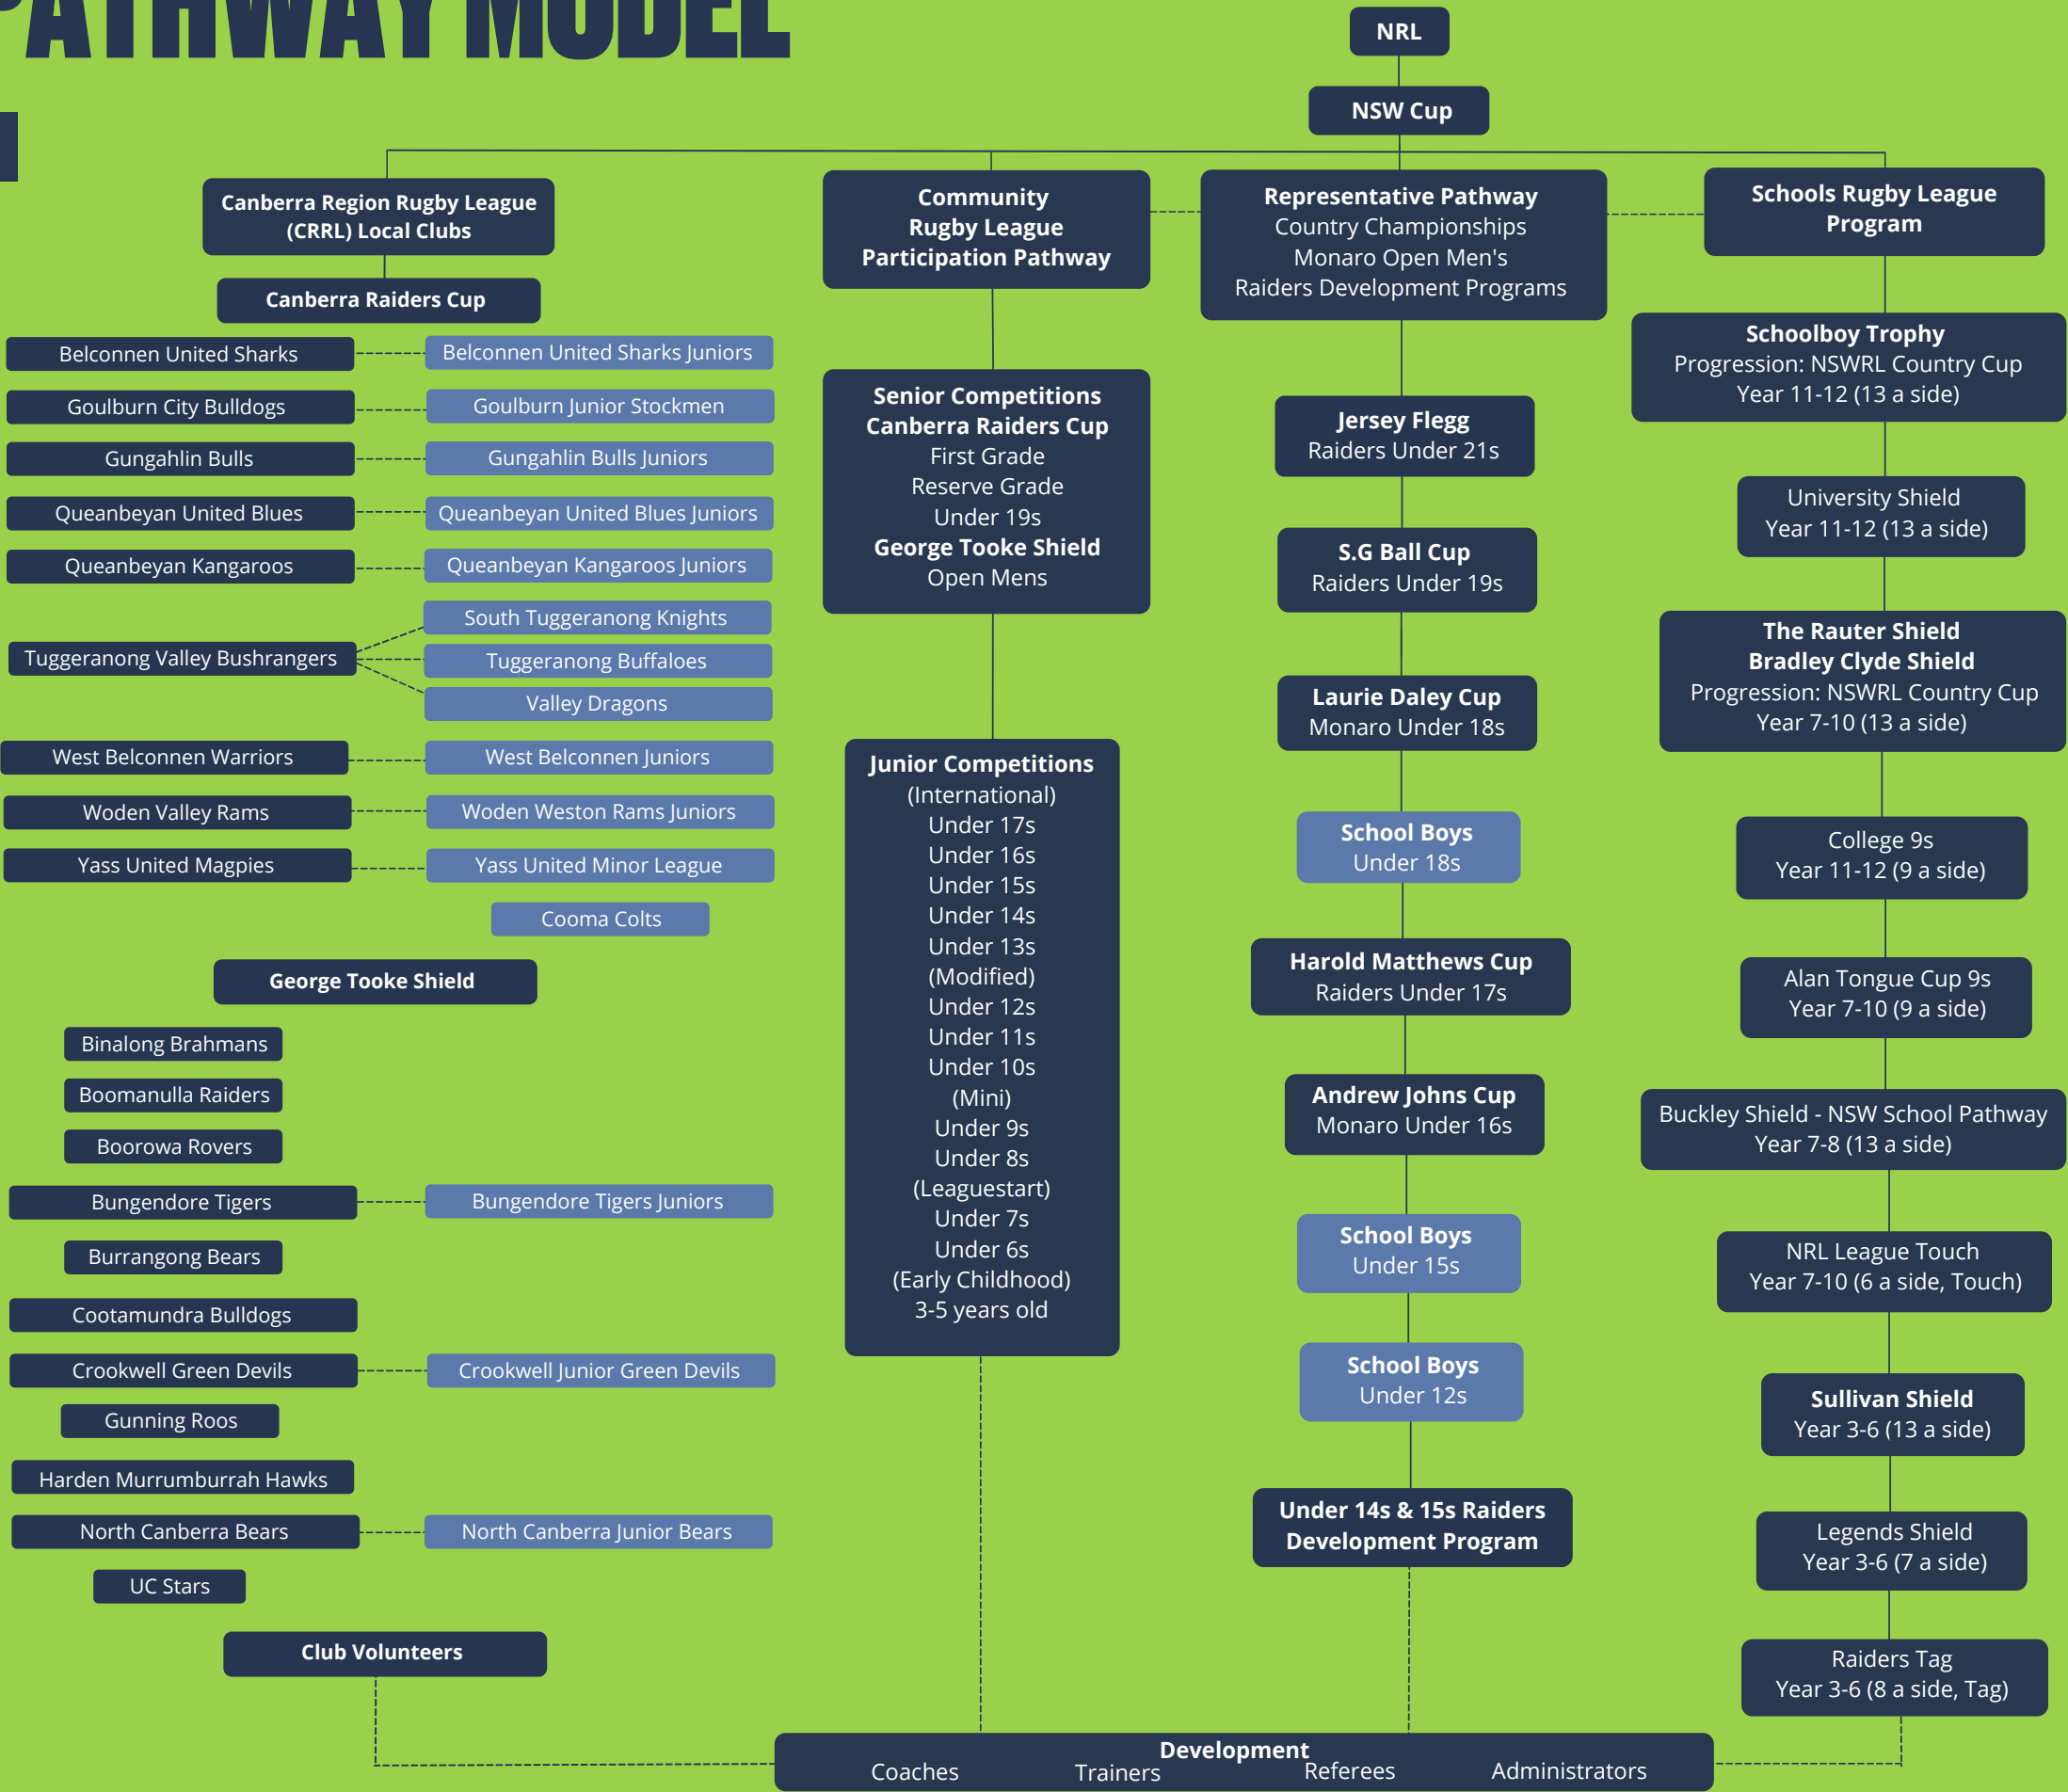 PATHWAY MODEL
NRL
NSW Cup
Canberra Region Rugby League
(CRRL) Local Clubs
Canberra Raiders Cup
Belconnen United Sharks
Belconnen United Sharks Juniors
Goulburn City Bulldogs
Goulburn Junior Stockmen
Gungahlin Bulls
Gungahlin Bulls Juniors
Queanbeyan United Blues
Queanbeyan United Blues Juniors
Queanbeyan Kangaroos
Queanbeyan Kangaroos Juniors
Tuggeranong Valley Bushrangers
South Tuggeranong Knights
Tuggeranong Buffaloes
Valley Dragons
West Belconnen Warriors
West Belconnen Juniors
Woden Valley Rams
Woden Weston Rams Juniors
Yass United Magpies
Yass United Minor League
Cooma Colts
George Tooke Shield
Binalong Brahmans
Boomanulla Raiders
Boorowa Rovers
Bungendore Tigers
Bungendore Tigers Juniors
Burrangong Bears
Cootamundra Bulldogs
Crookwell Green Devils
Crookwell Junior Green Devils
Gunning Roos
Harden Murrumburrah Hawks
North Canberra Bears
North Canberra Junior Bears
UC Stars
Club Volunteers
Community
Rugby League
Participation Pathway
Senior Competitions
Canberra Raiders Cup
First Grade
Reserve Grade
Under 19s
George Tooke Shield
Open Mens
Junior Competitions
(International)
Under 17s
Under 16s
Under 15s
Under 14s
Under 13s
(Modified)
Under 12s
Under 11s
Under 10s
(Mini)
Under 9s
Under 8s
(Leaguestart)
Under 7s
Under 6s
(Early Childhood)
3-5 years old
Representative Pathway
Country Championships
Monaro Open Men's
Raiders Development Programs
Jersey Flegg
Raiders Under 21s
S.G Ball Cup
Raiders Under 19s
Laurie Daley Cup
Monaro Under 18s
School Boys
Under 18s
Harold Matthews Cup
Raiders Under 17s
Andrew Johns Cup
Monaro Under 16s
School Boys
Under 15s
School Boys
Under 12s
Under 14s & 15s Raiders
Development Program
Schools Rugby League
Program
Schoolboy Trophy
Progression: NSWRL Country Cup
Year 11-12 (13 a side)
University Shield
Year 11-12 (13 a side)
The Rauter Shield
Bradley Clyde Shield
Progression: NSWRL Country Cup
Year 7-10 (13 a side)
College 9s
Year 11-12 (9 a side)
Alan Tongue Cup 9s
Year 7-10 (9 a side)
Buckley Shield - NSW School Pathway
Year 7-8 (13 a side)
NRL League Touch
Year 7-10 (6 a side, Touch)
Sullivan Shield
Year 3-6 (13 a side)
Legends Shield
Year 3-6 (7 a side)
Raiders Tag
Year 3-6 (8 a side, Tag)
Development
Coaches Trainers Referees Administrators